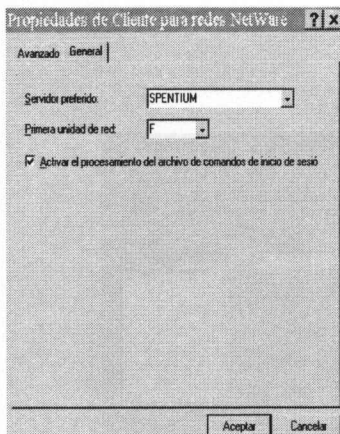 Propiedades de Cliente para redes NetWare
Avanzado General
Servidor preferido: SPENTIUM
Primera unidad de red: F
Activar el procesamiento del archivo de comandos de inicio de sesió
Aceptar Cancelar